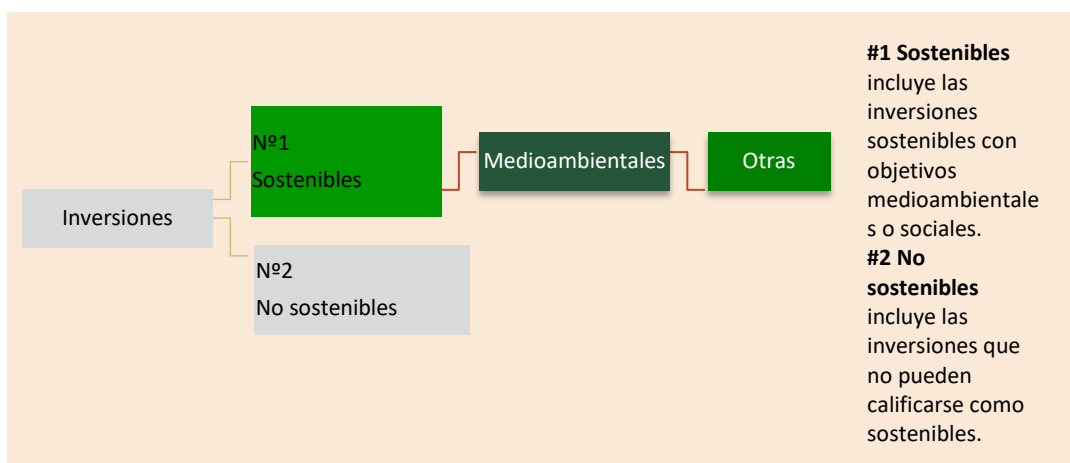 Inversiones
Nº1
Sostenibles
Medioambientales
Otras
Nº2
No sostenibles
#1 Sostenibles
incluye las
inversiones
sostenibles con
objetivos
medioambientale
s o sociales.
#2 No
sostenibles
incluye las
inversiones que
no pueden
calificarse como
sostenibles.